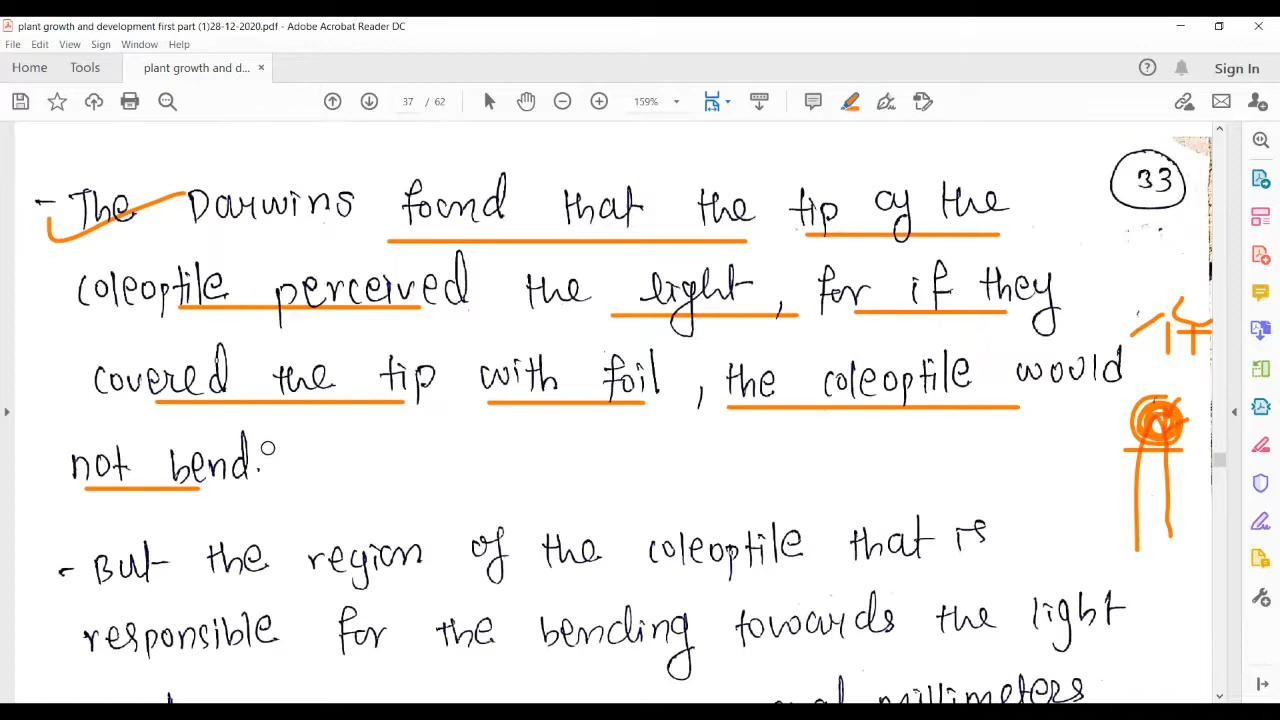 plant growth and development first part (1)28-12-2020.pdf - Adobe Acrobat Reader DC
File Edit View Sign Window Help
Home Tools plant growth and d... × Sign In
37 / 62 159%
33
- The Darwins found that the tip of the
coleoptile perceived the light, for if they
covered the tip with foil, the coleoptile would
not bend.
- But the region of the coleoptile that is
responsible for the bending towards the light
millimeters